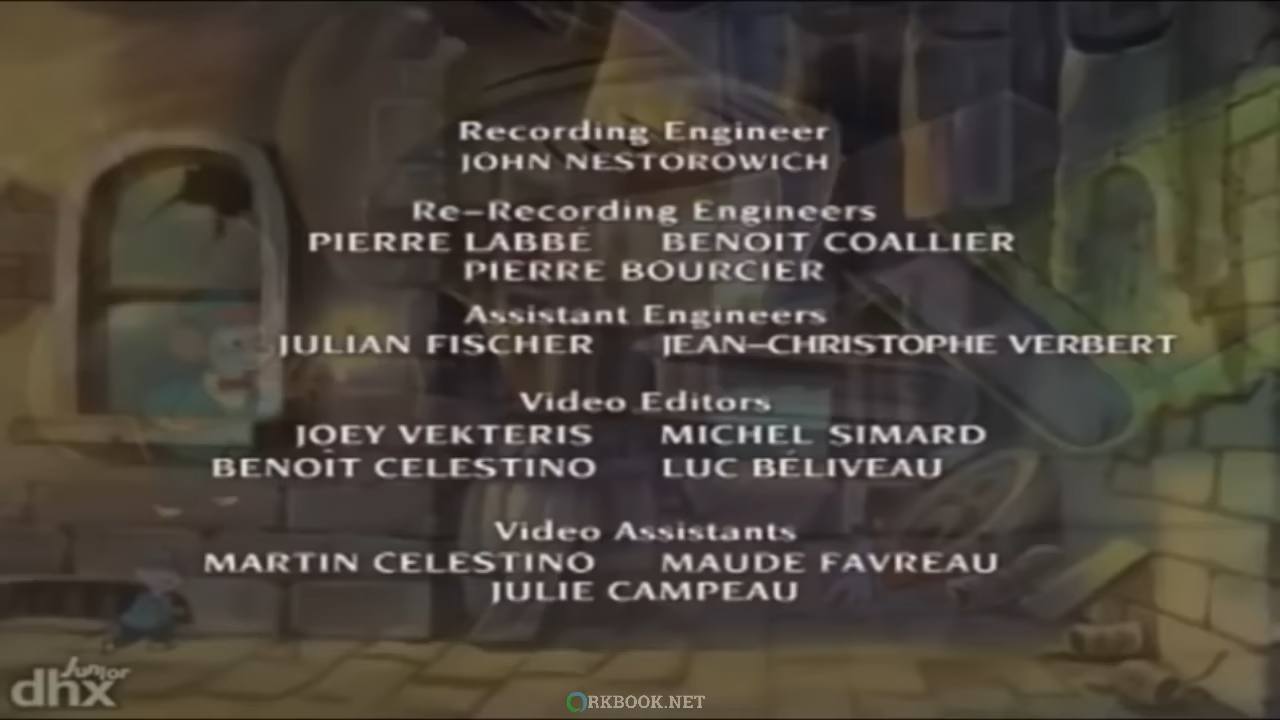 Recording Engineer
JOHN NESTOROWICH
Re-Recording Engineers
PIERRE LABBÉ BENOIT COALLIER
PIERRE BOURCIER
Assistant Engineers
JULIAN FISCHER JEAN-CHRISTOPHE VERBERT
Video Editors
JOEY VEKTERIS MICHEL SIMARD
BENOÎT CELESTINO LUC BÉLIVEAU
Video Assistants
MARTIN CELESTINO MAUDE FAVREAU
JULIE CAMPEAU
Junior
dhx
ORKBOOK.NET